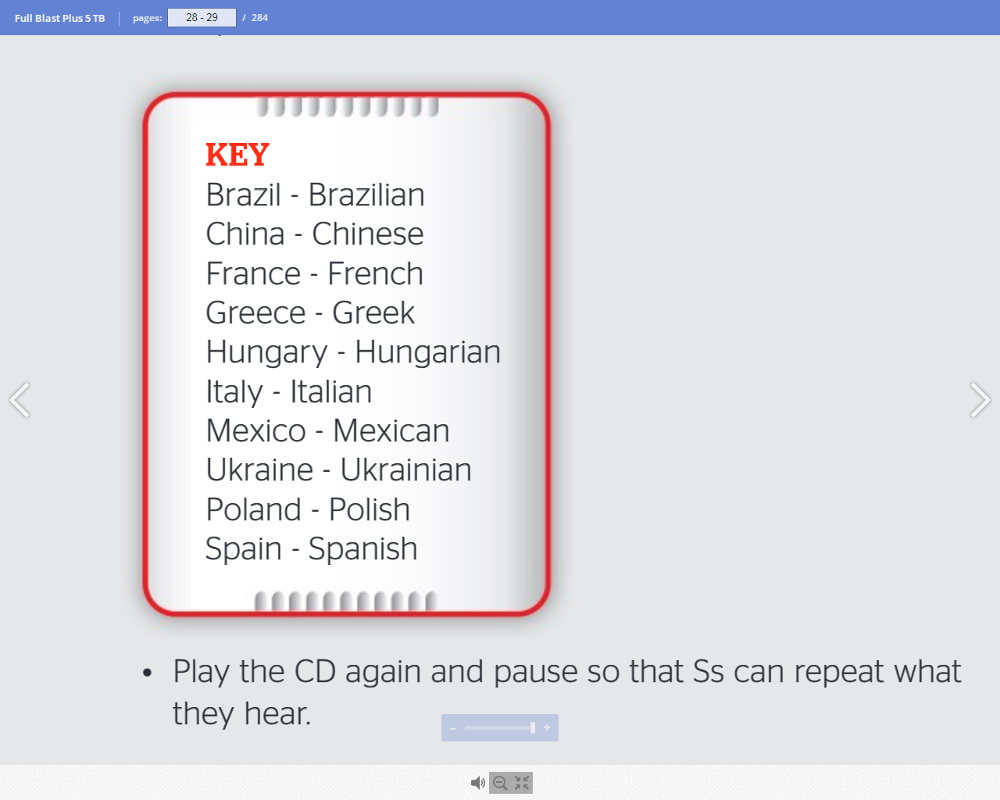 Full Blast Plus 5 TB
pages: 28 - 29 / 284
KEY
Brazil - Brazilian
China - Chinese
France - French
Greece - Greek
Hungary - Hungarian
Italy - Italian
Mexico - Mexican
Ukraine - Ukrainian
Poland - Polish
Spain - Spanish
• Play the CD again and pause so that Ss can repeat what
they hear.